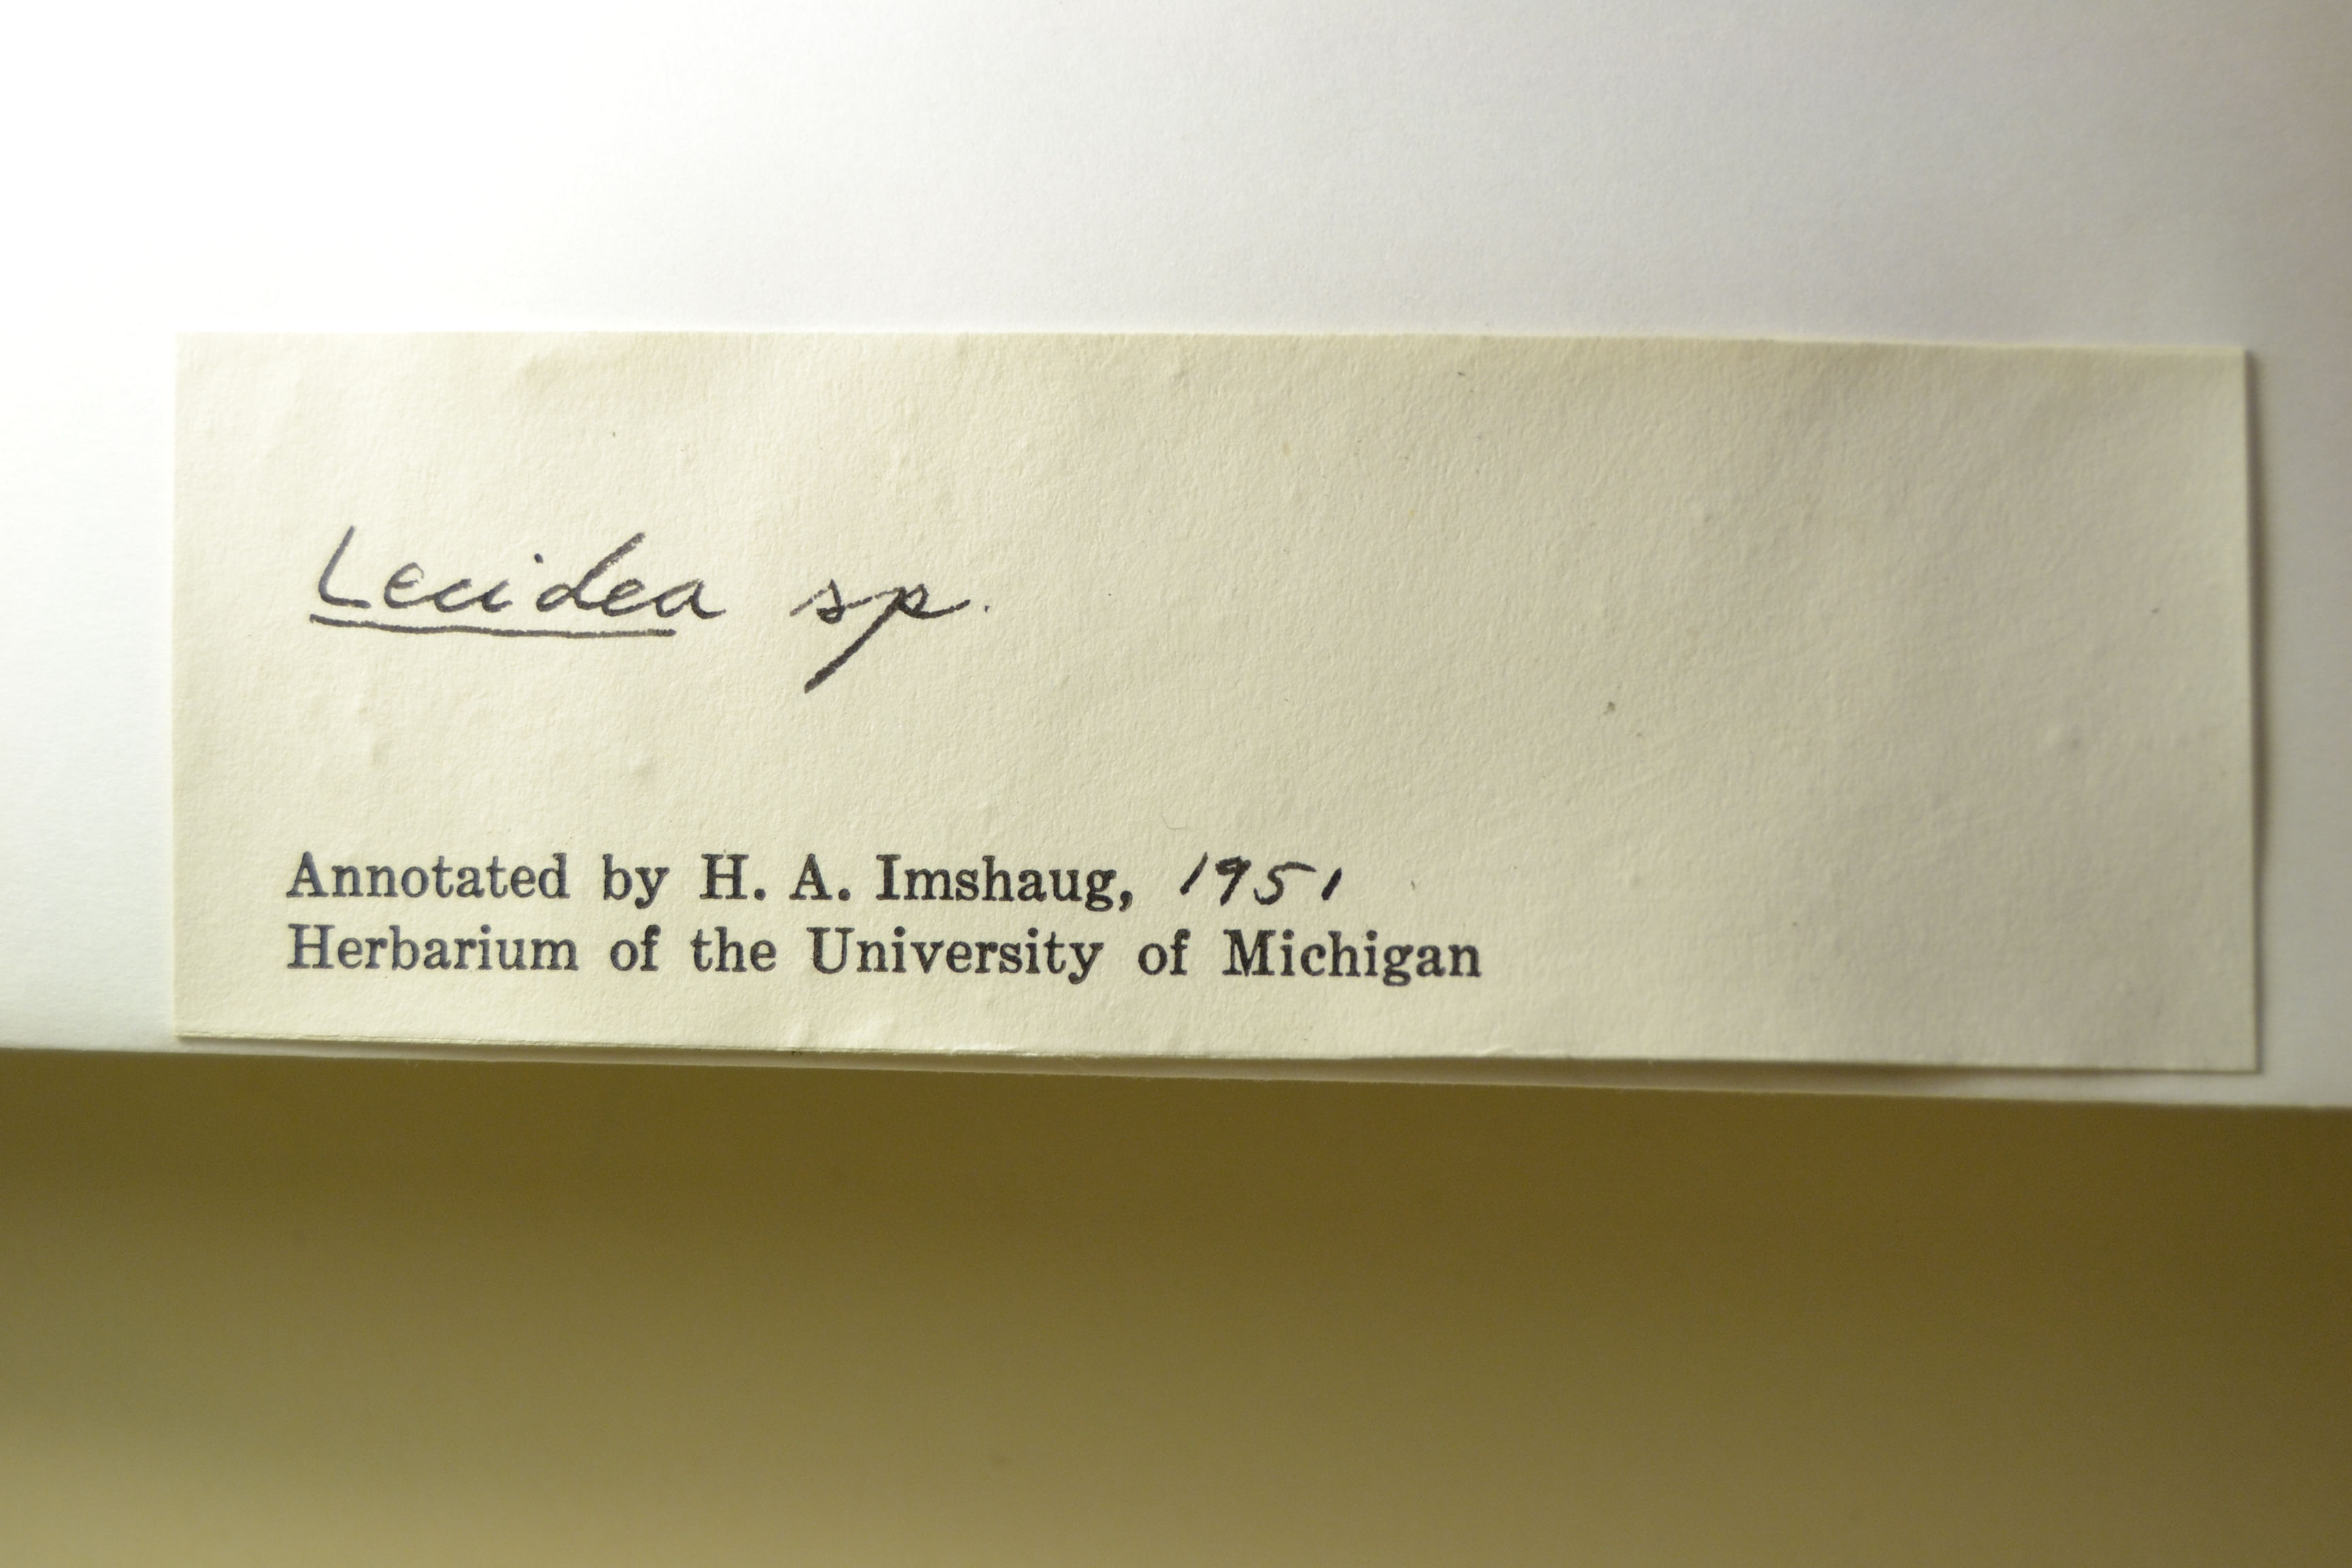 Lecidea sp.
Annotated by H. A. Imshaug, 1951
Herbarium of the University of Michigan